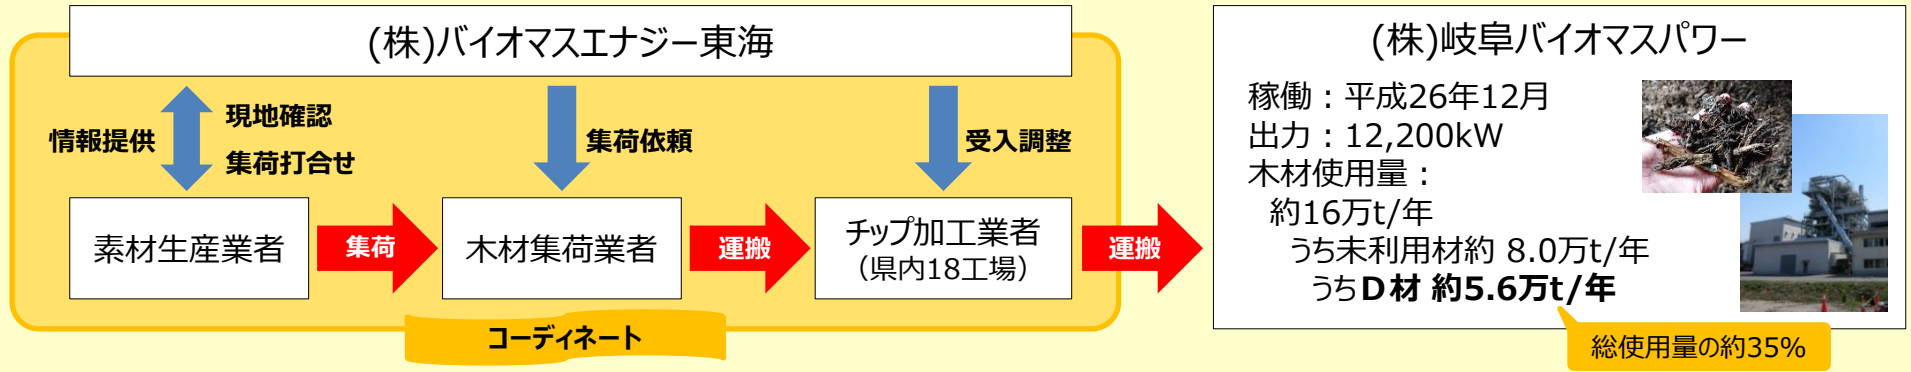 (株)バイオマスエナジー東海
情報提供
現地確認
集荷打合せ
集荷依頼
受入調整
素材生産業者
集荷
木材集荷業者
運搬
チップ加工業者
（県内18工場）
運搬
コーディネート
(株)岐阜バイオマスパワー
稼働：平成26年12月
出力：12,200kW
木材使用量：
約16万t/年
うち未利用材約 8.0万t/年
うちD材 約5.6万t/年
総使用量の約35%